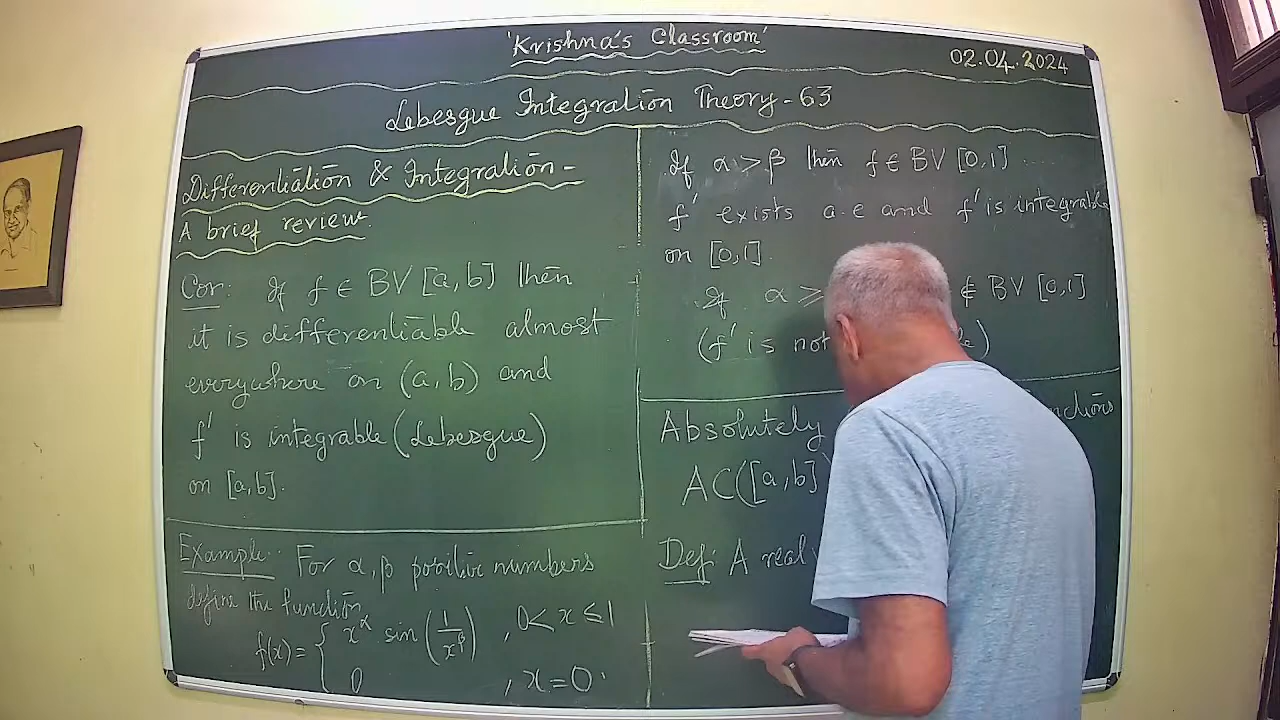 'Krishna's Classroom'
02.04.2024
Lebesgue Integration Theory - 63
Differentiation & Integration -
A brief review.
Cor: If f ∈ BV [a,b] then
it is differentiable almost
everywhere on (a,b) and
f' is integrable (Lebesgue)
on [a,b].
Example: For α, β positive numbers
define the function
f(x) = { x^α sin(1/x^β) , 0 < x ≤ 1
0 , x = 0.
If α > β then f ∈ BV [0,1]
f' exists a.e and f' is integrable
on [0,1].
If α ⩾ ∉ BV [0,1]
(f' is not )
Absolutely
AC([a,b]
Def: A real